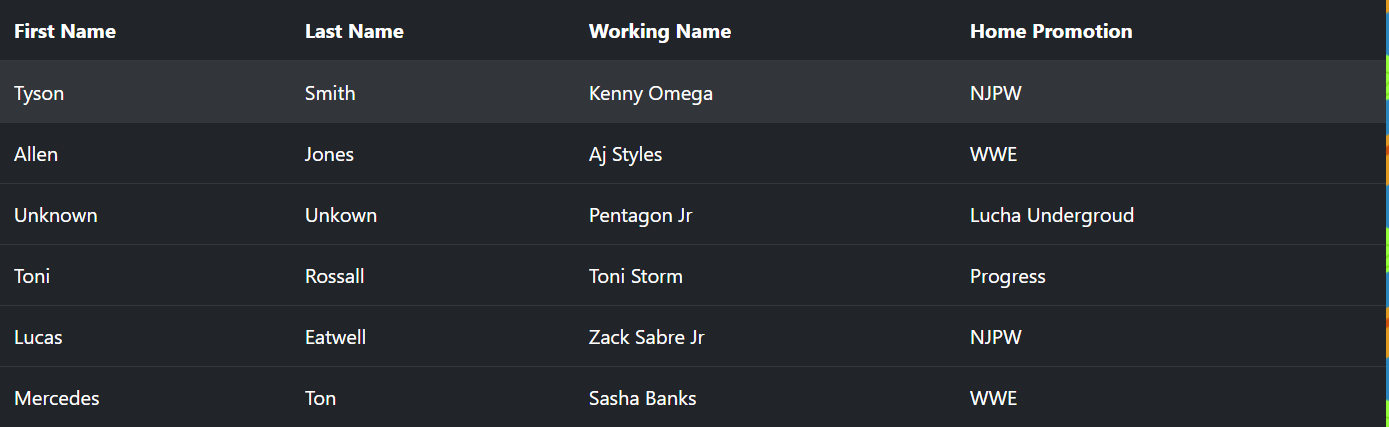 First Name Last Name Working Name Home Promotion
Tyson Smith Kenny Omega NJPW
Allen Jones Aj Styles WWE
Unknown Unkown Pentagon Jr Lucha Undergroud
Toni Rossall Toni Storm Progress
Lucas Eatwell Zack Sabre Jr NJPW
Mercedes Ton Sasha Banks WWE